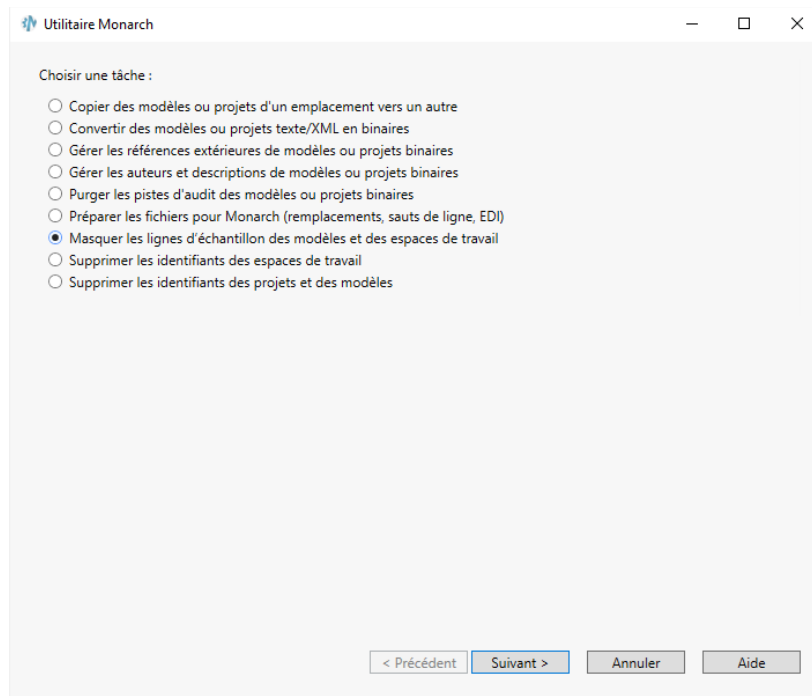 Utilitaire Monarch
Choisir une tâche :
Copier des modèles ou projets d'un emplacement vers un autre
Convertir des modèles ou projets texte/XML en binaires
Gérer les références extérieures de modèles ou projets binaires
Gérer les auteurs et descriptions de modèles ou projets binaires
Purger les pistes d'audit des modèles ou projets binaires
Préparer les fichiers pour Monarch (remplacements, sauts de ligne, EDI)
Masquer les lignes d’échantillon des modèles et des espaces de travail
Supprimer les identifiants des espaces de travail
Supprimer les identifiants des projets et des modèles
< Précédent Suivant > Annuler Aide